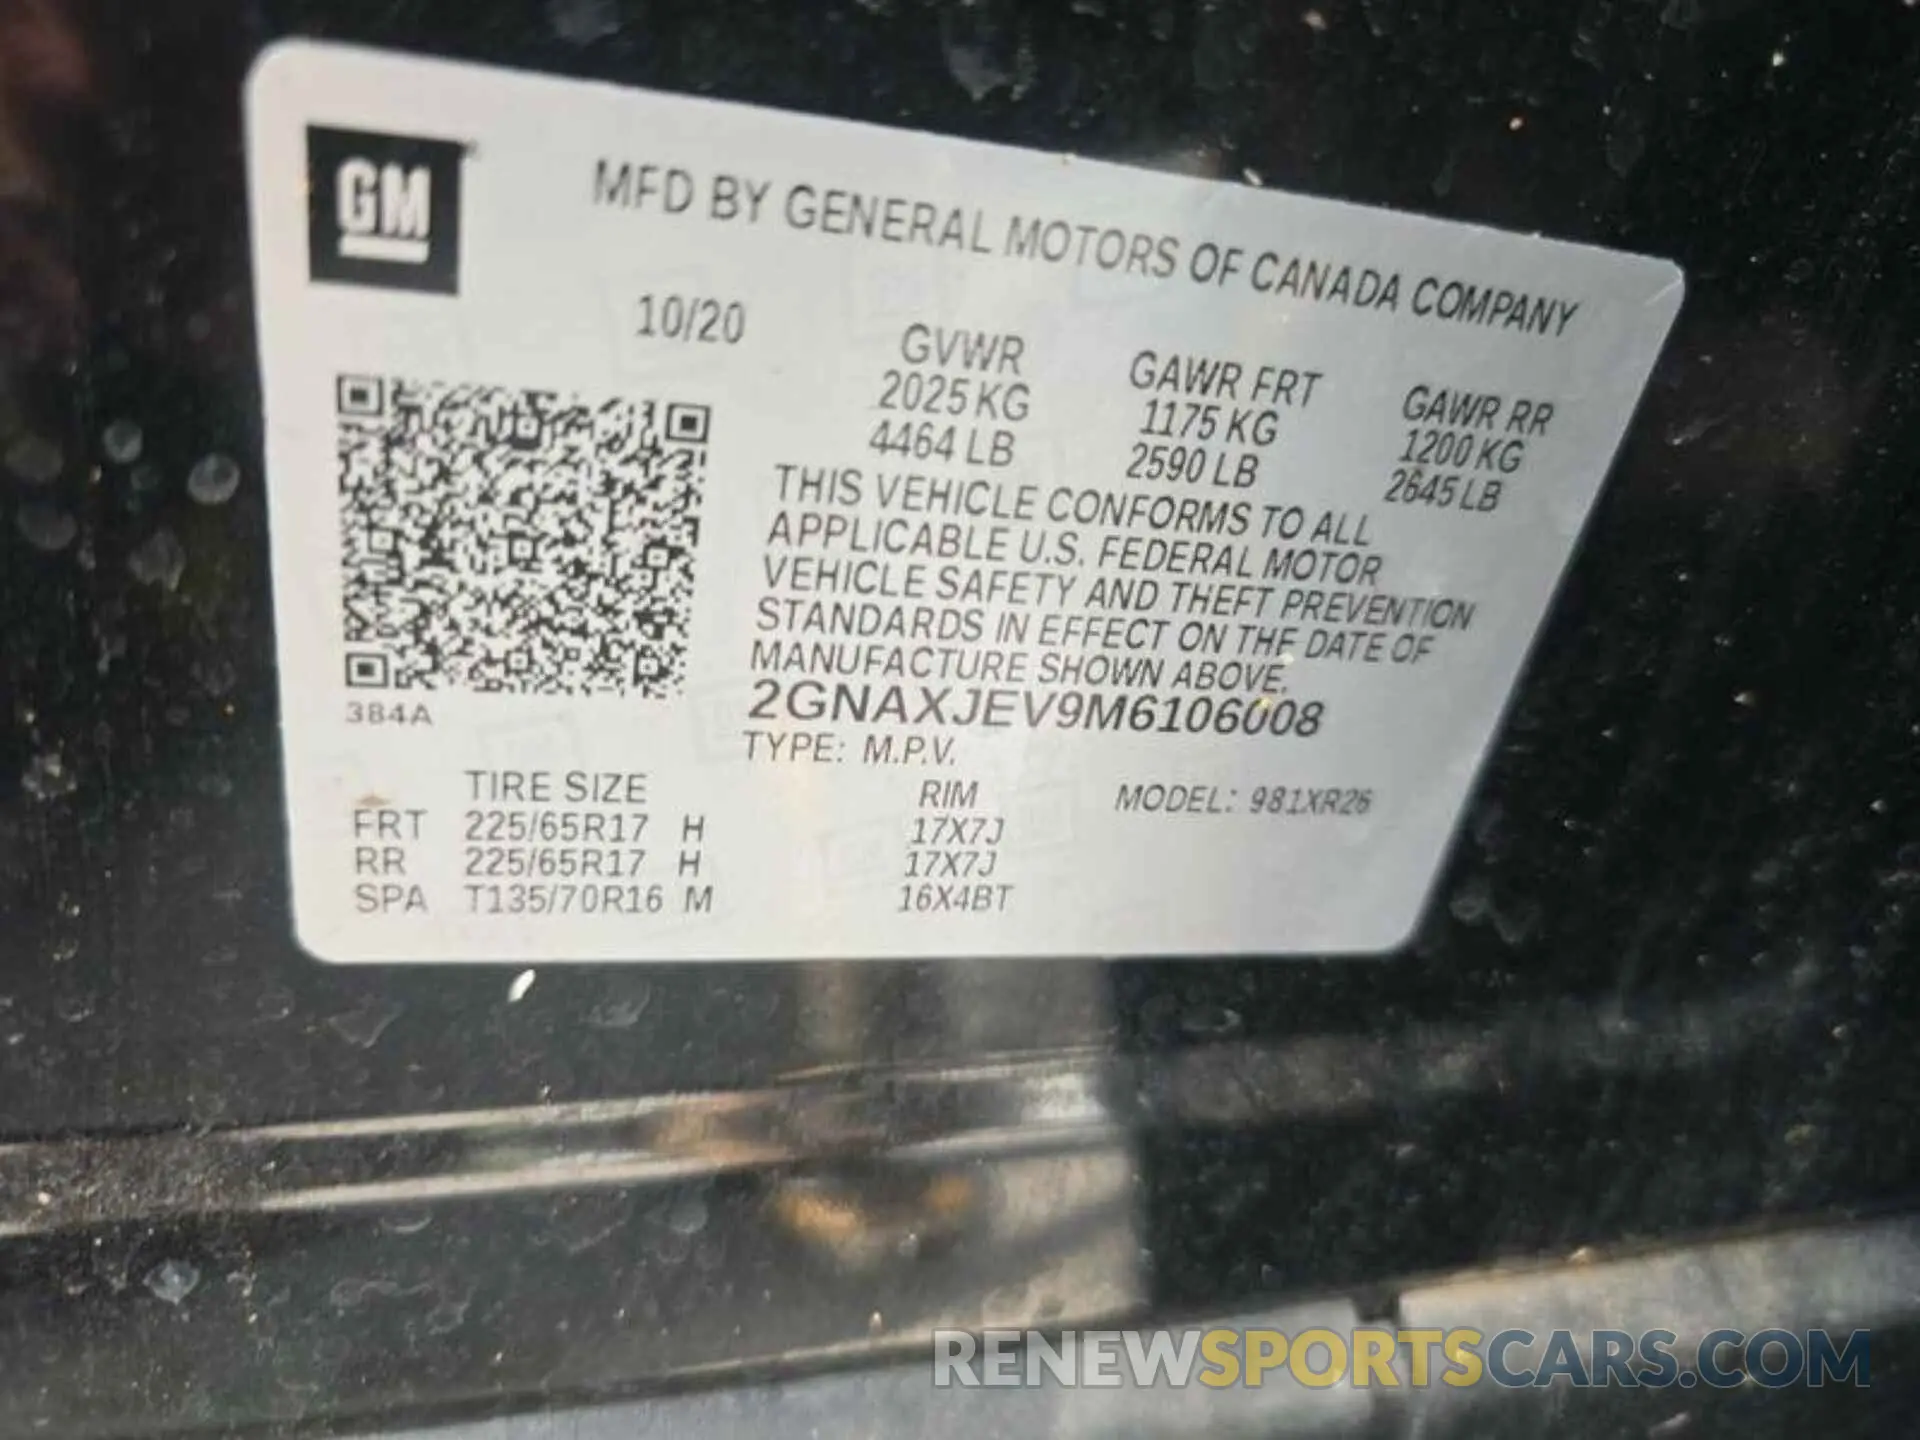 GM
MFD BY GENERAL MOTORS OF CANADA COMPANY
10/20
GVWR GAWR FRT GAWR RR
2025 KG 1175 KG 1200 KG
4464 LB 2590 LB 2645 LB
THIS VEHICLE CONFORMS TO ALL
APPLICABLE U.S. FEDERAL MOTOR
VEHICLE SAFETY AND THEFT PREVENTION
STANDARDS IN EFFECT ON THE DATE OF
MANUFACTURE SHOWN ABOVE.
384A
2GNAXJEV9M6106008
TYPE: M.P.V.
TIRE SIZE RIM MODEL: 981XR26
FRT 225/65R17 H 17X7J
RR 225/65R17 H 17X7J
SPA T135/70R16 M 16X4BT
RENEWSPORTSCARS.COM